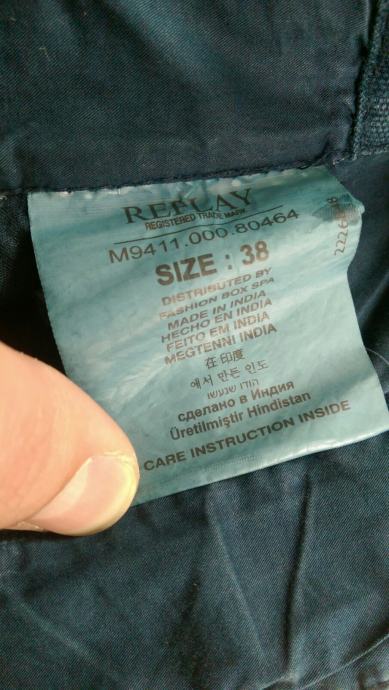 REPLAY
REGISTERED TRADE MARK
M9411.000.80464
SIZE : 38
DISTRIBUTED BY
FASHION BOX SPA
MADE IN INDIA
HECHO EN INDIA
FEITO EM INDIA
MEGTENNI INDIA
在印度
에서 만든 인도
הודו שנעשו
сделано в Индия
Üretilmiştir Hindistan
CARE INSTRUCTION INSIDE